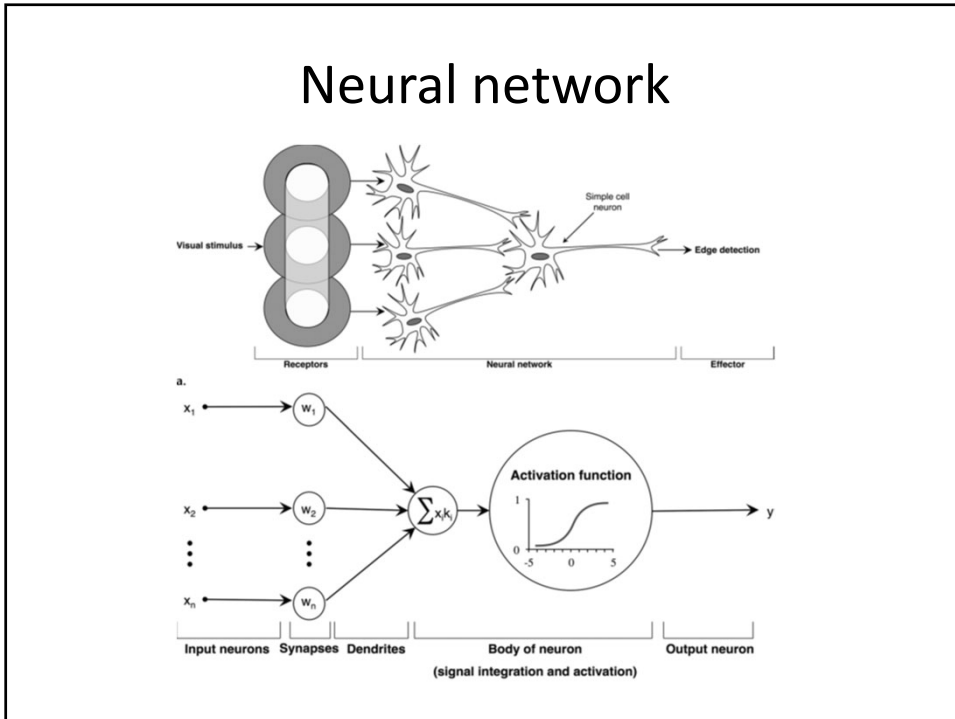 Neural network
Simple cell
neuron
Visual stimulus
Edge detection
Receptors
Neural network
Effector
a.
x₁
w₁
Activation function
1
x₂
w₂
∑xᵢkᵢ
y
0
-5
0
5
xₙ
wₙ
Input neurons
Synapses
Dendrites
Body of neuron
Output neuron
(signal integration and activation)